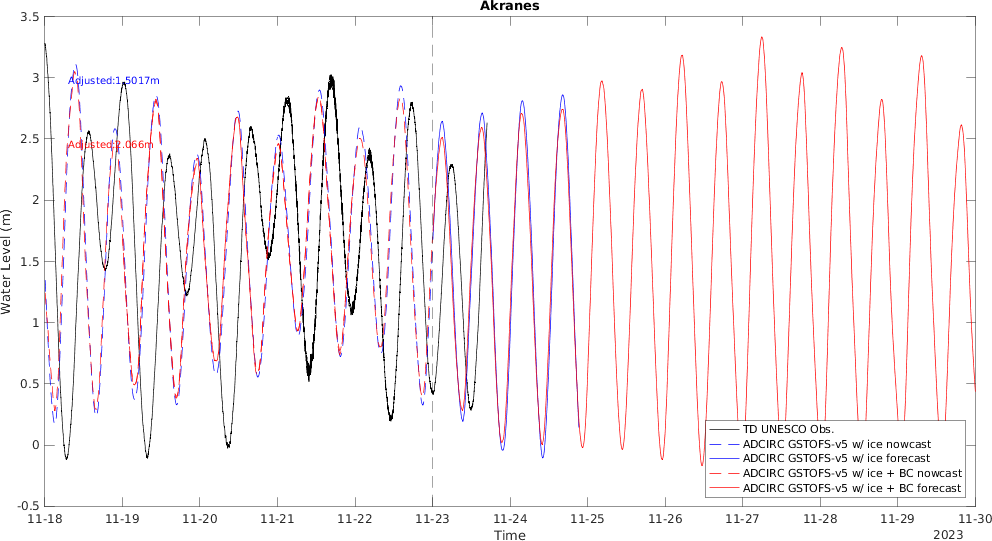 Akranes
3.5
3
2.5
2
1.5
1
0.5
0
-0.5
Water Level (m)
Adjusted:1.5017m
Adjusted:2.066m
TD UNESCO Obs.
ADCIRC GSTOFS-v5 w/ ice nowcast
ADCIRC GSTOFS-v5 w/ ice forecast
ADCIRC GSTOFS-v5 w/ ice + BC nowcast
ADCIRC GSTOFS-v5 w/ ice + BC forecast
11-18 11-19 11-20 11-21 11-22 11-23 11-24 11-25 11-26 11-27 11-28 11-29 11-30
Time
2023